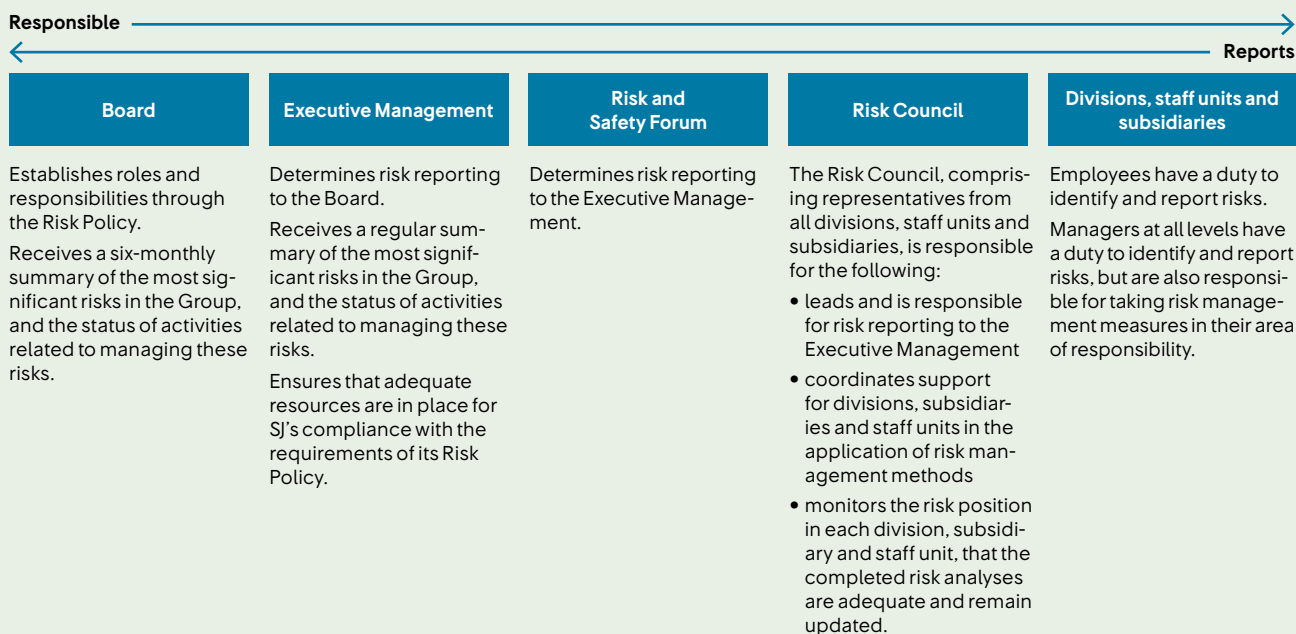 Responsible
Reports
Board
Establishes roles and
responsibilities through
the Risk Policy.
Receives a six-monthly
summary of the most sig-
nificant risks in the Group,
and the status of activities
related to managing these
risks.
Executive Management
Determines risk reporting
to the Board.
Receives a regular sum-
mary of the most signif-
icant risks in the Group,
and the status of activities
related to managing these
risks.
Ensures that adequate
resources are in place for
SJ's compliance with the
requirements of its Risk
Policy.
Risk and
Safety Forum
Determines risk reporting
to the Executive Manage-
ment.
Risk Council
The Risk Council, compris-
ing representatives from
all divisions, staff units and
subsidiaries, is responsible
for the following:
• leads and is responsible
for risk reporting to the
Executive Management
• coordinates support
for divisions, subsidiar-
ies and staff units in the
application of risk man-
agement methods
• monitors the risk position
in each division, subsidi-
ary and staff unit, that the
completed risk analyses
are adequate and remain
updated.
Divisions, staff units and
subsidiaries
Employees have a duty to
identify and report risks.
Managers at all levels have
a duty to identify and report
risks, but are also responsi-
ble for taking risk manage-
ment measures in their area
of responsibility.